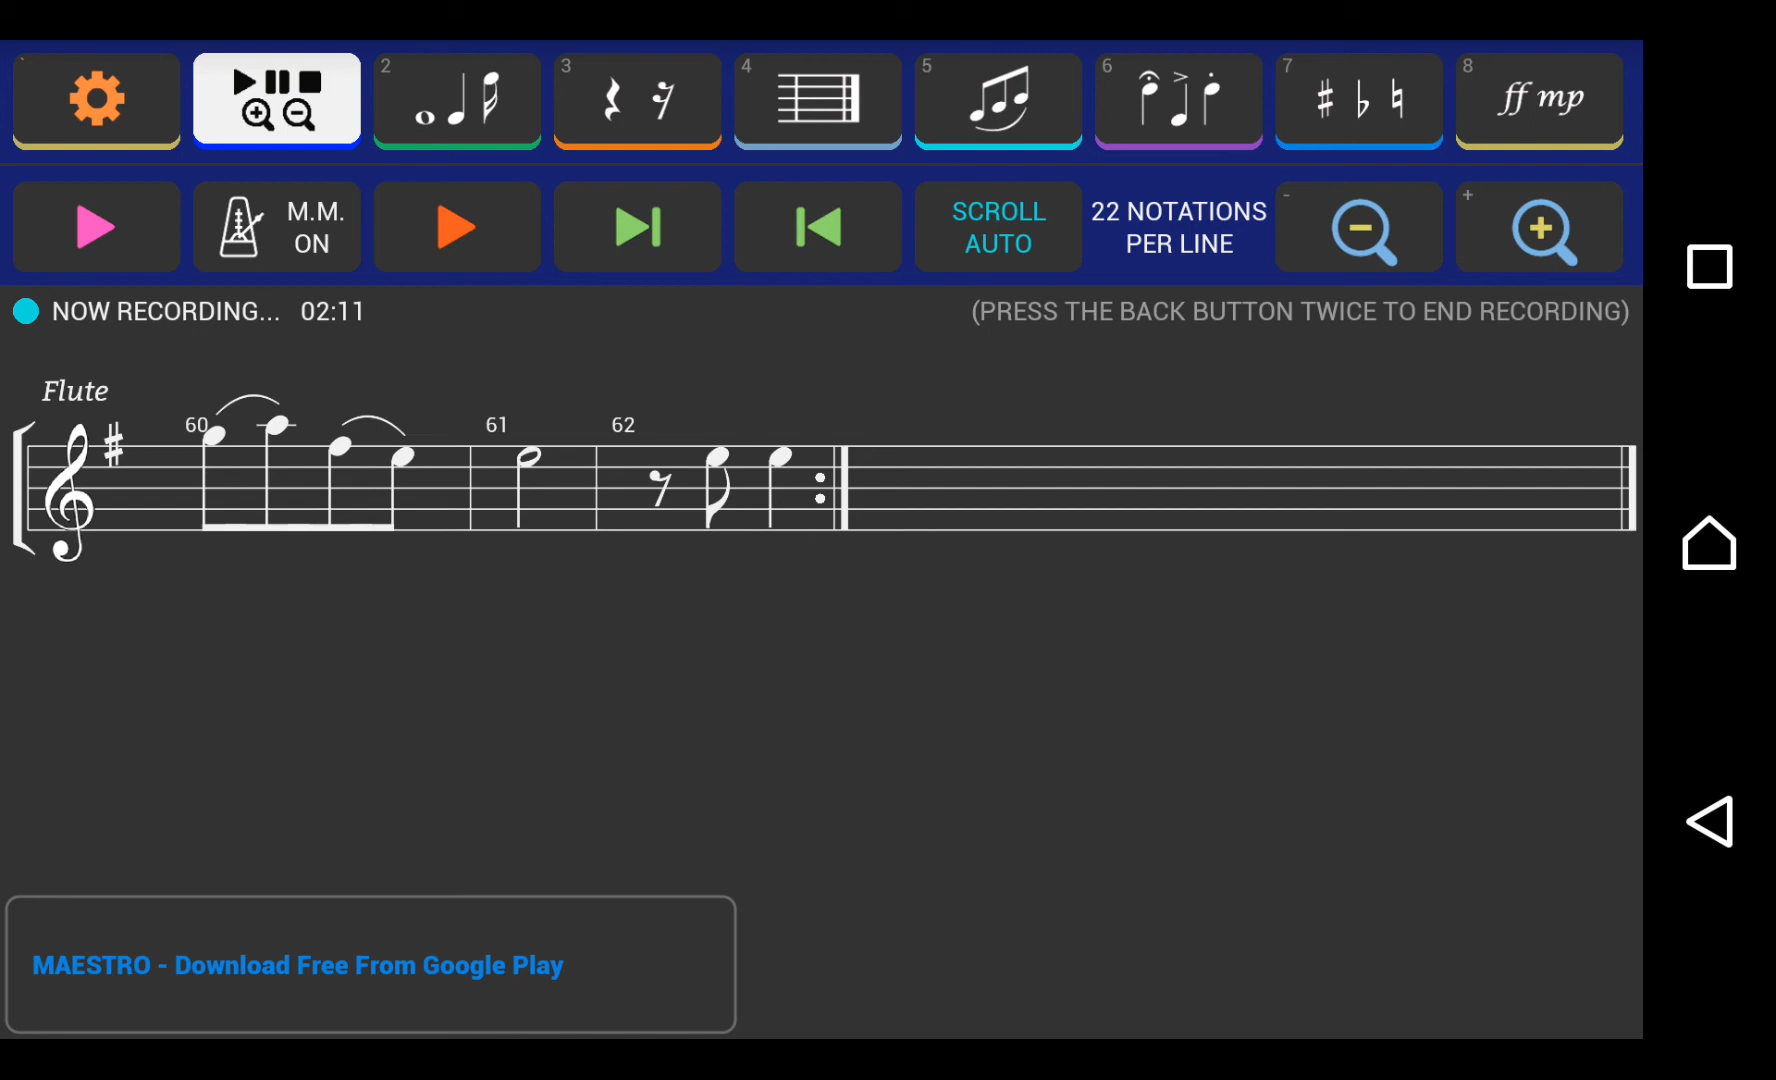 2
3
4
5
6
7
8
ff mp
M.M.
ON
SCROLL
AUTO
22 NOTATIONS
PER LINE
-
+
NOW RECORDING... 02:11
(PRESS THE BACK BUTTON TWICE TO END RECORDING)
Flute
60
61
62
MAESTRO - Download Free From Google Play